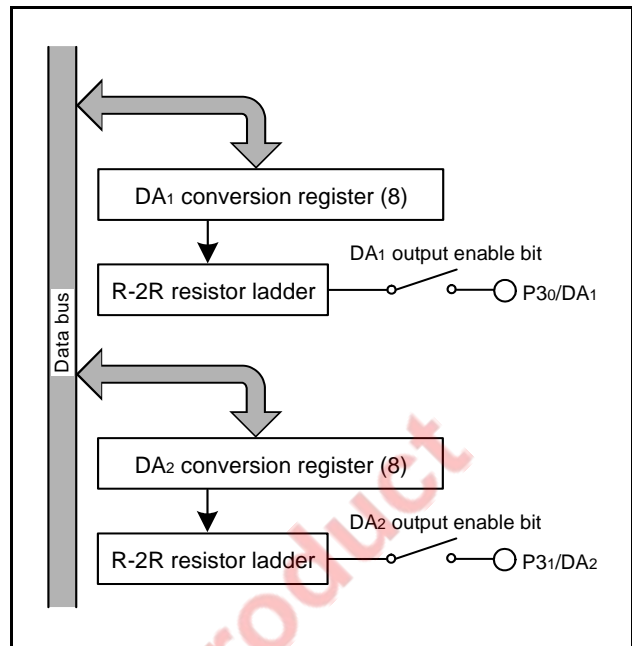 DA1 conversion register (8)
DA1 output enable bit
R-2R resistor ladder
P30/DA1
Data bus
DA2 conversion register (8)
DA2 output enable bit
R-2R resistor ladder
P31/DA2
roduct